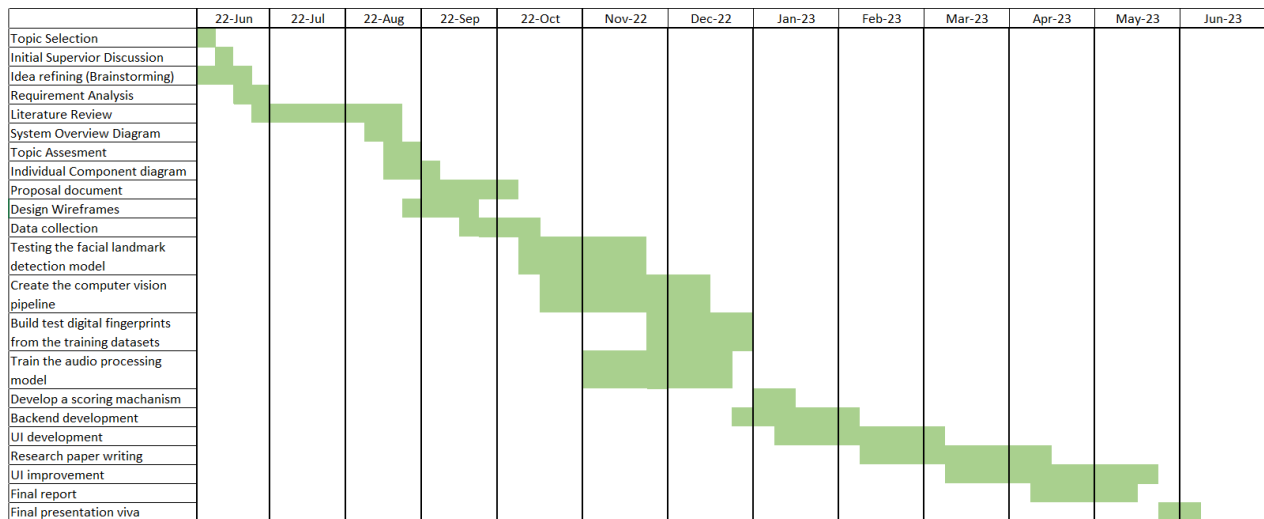 22-Jun 22-Jul 22-Aug 22-Sep 22-Oct Nov-22 Dec-22 Jan-23 Feb-23 Mar-23 Apr-23 May-23 Jun-23
Topic Selection
Initial Supervior Discussion
Idea refining (Brainstorming)
Requirement Analysis
Literature Review
System Overview Diagram
Topic Assesment
Individual Component diagram
Proposal document
Design Wireframes
Data collection
Testing the facial landmark
detection model
Create the computer vision
pipeline
Build test digital fingerprints
from the training datasets
Train the audio processing
model
Develop a scoring machanism
Backend development
UI development
Research paper writing
UI improvement
Final report
Final presentation viva